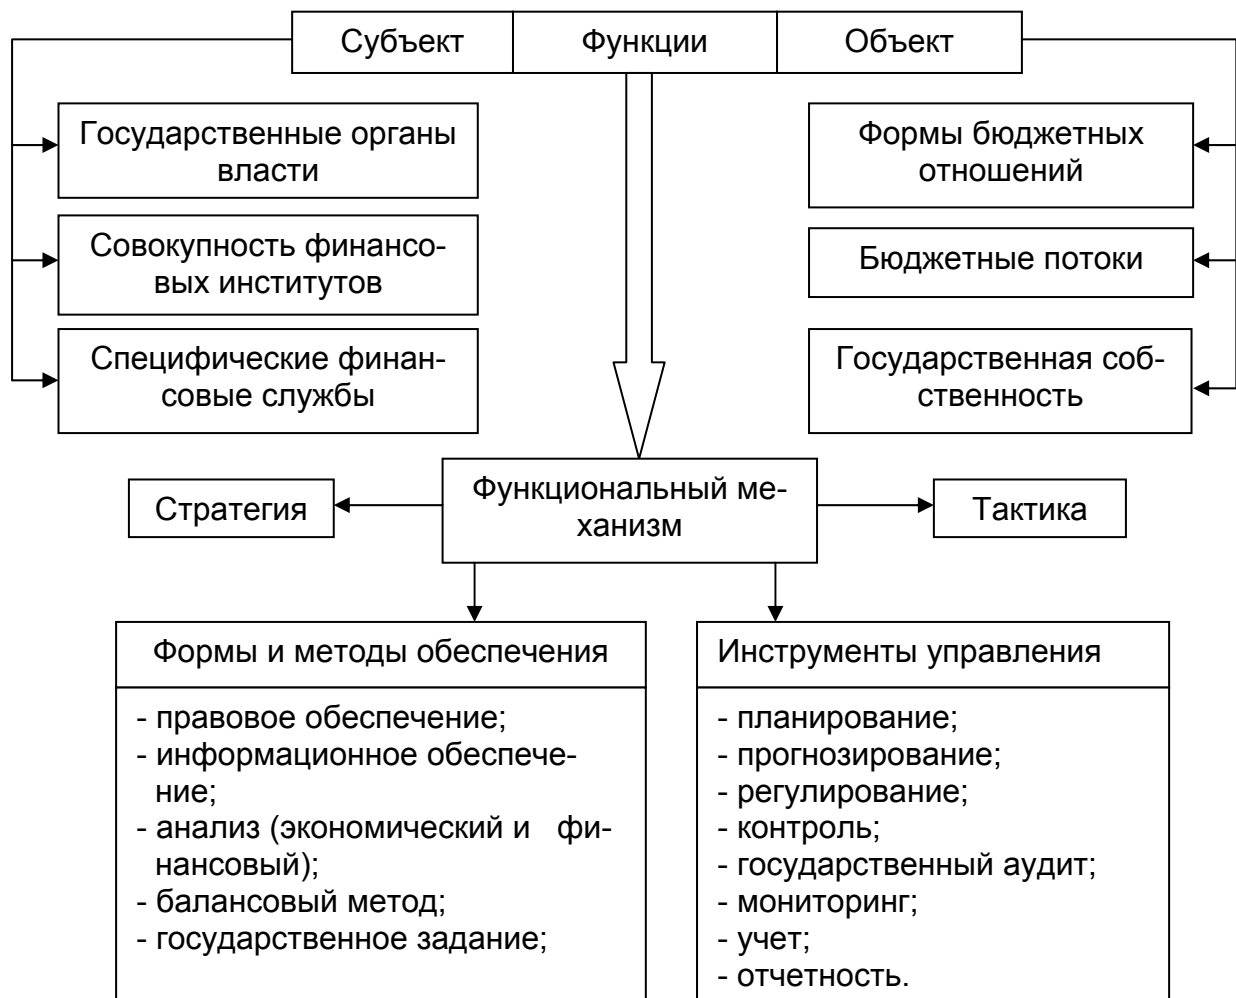 Субъект
Функции
Объект
Государственные органы
власти
Совокупность финансо-
вых институтов
Специфические финан-
совые службы
Формы бюджетных
отношений
Бюджетные потоки
Государственная соб-
ственность
Стратегия
Функциональный ме-
ханизм
Тактика
Формы и методы обеспечения
- правовое обеспечение;
- информационное обеспече-
ние;
- анализ (экономический и фи-
нансовый);
- балансовый метод;
- государственное задание;
Инструменты управления
- планирование;
- прогнозирование;
- регулирование;
- контроль;
- государственный аудит;
- мониторинг;
- учет;
- отчетность.